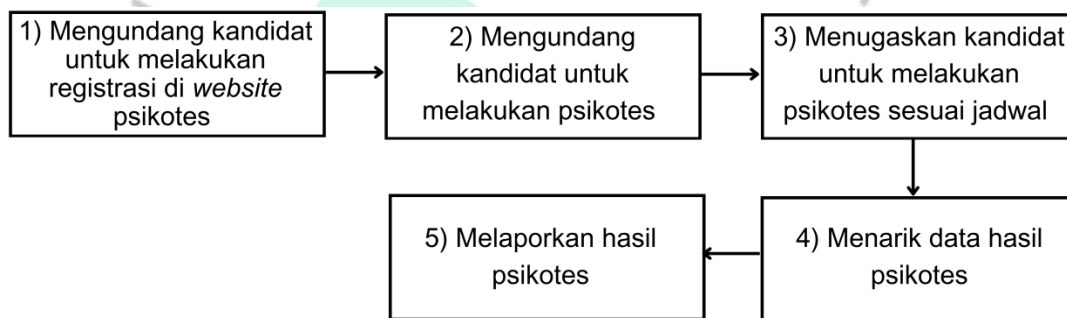 1) Mengundang kandidat
untuk melakukan
registrasi di website
psikotes
2) Mengundang
kandidat untuk
melakukan psikotes
3) Menugaskan kandidat
untuk melakukan
psikotes sesuai jadwal
4) Menarik data hasil
psikotes
5) Melaporkan hasil
psikotes